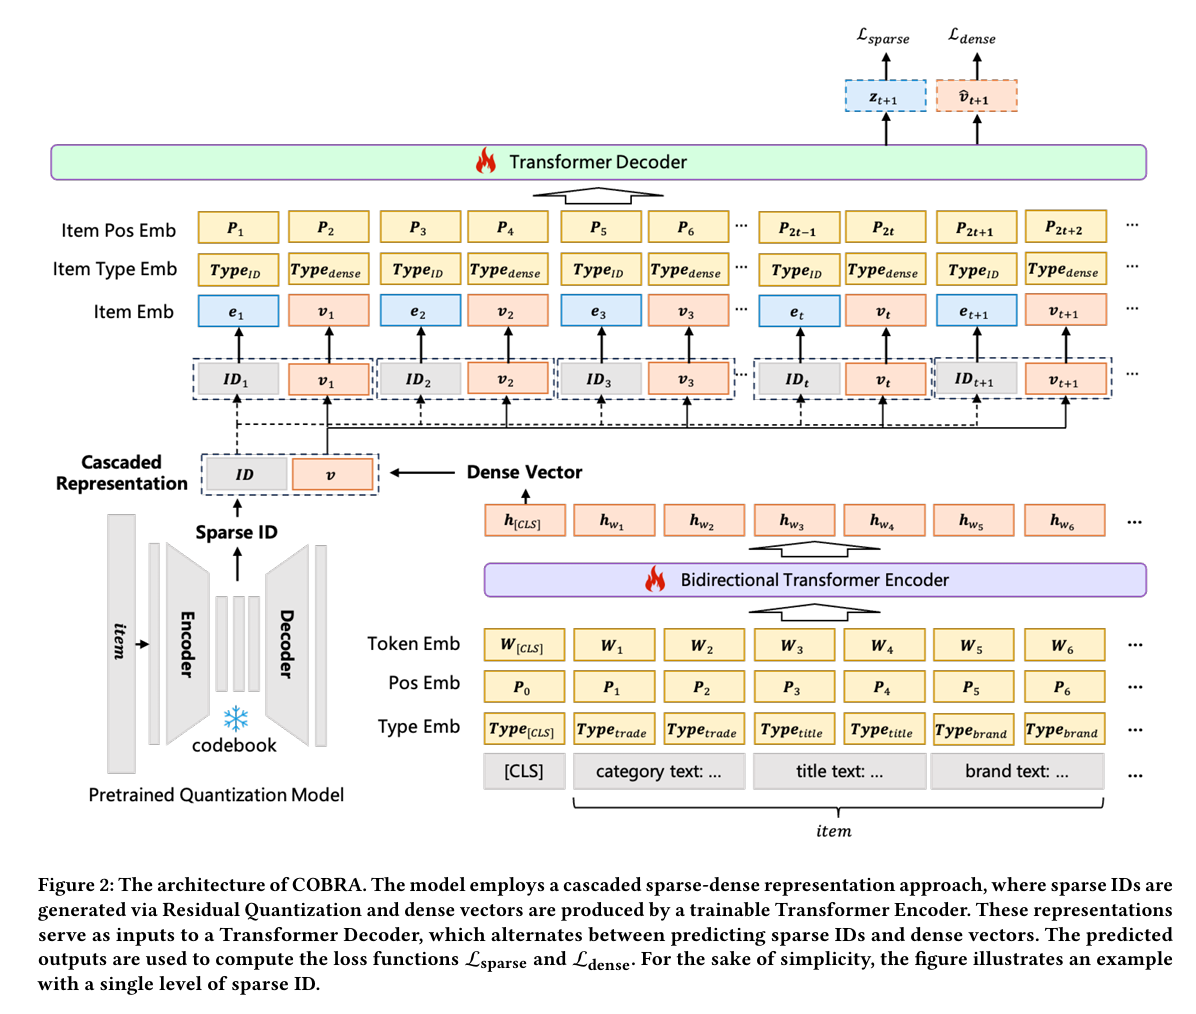 ℒsparse ℒdense
z_{t+1} v̂_{t+1}
Transformer Decoder
Item Pos Emb P_1 P_2 P_3 P_4 P_5 P_6 ... P_{2t−1} P_{2t} P_{2t+1} P_{2t+2} ...
Item Type Emb Type_{ID} Type_{dense} Type_{ID} Type_{dense} Type_{ID} Type_{dense} Type_{ID} Type_{dense} Type_{ID} Type_{dense} ...
Item Emb e_1 v_1 e_2 v_2 e_3 v_3 ... e_t v_t e_{t+1} v_{t+1} ...
ID_1 v_1 ID_2 v_2 ID_3 v_3 ... ID_t v_t ID_{t+1} v_{t+1} ...
Cascaded
Representation
ID v
Dense Vector
Sparse ID
h_{[CLS]} h_{w_1} h_{w_2} h_{w_3} h_{w_4} h_{w_5} h_{w_6} ...
Bidirectional Transformer Encoder
item
Encoder
Decoder
codebook
Pretrained Quantization Model
Token Emb W_{[CLS]} W_1 W_2 W_3 W_4 W_5 W_6 ...
Pos Emb P_0 P_1 P_2 P_3 P_4 P_5 P_6 ...
Type Emb Type_{[CLS]} Type_{trade} Type_{trade} Type_{title} Type_{title} Type_{brand} Type_{brand} ...
[CLS] category text: ... title text: ... brand text: ... ...
item
Figure 2: The architecture of COBRA. The model employs a cascaded sparse-dense representation approach, where sparse IDs are
generated via Residual Quantization and dense vectors are produced by a trainable Transformer Encoder. These representations
serve as inputs to a Transformer Decoder, which alternates between predicting sparse IDs and dense vectors. The predicted
outputs are used to compute the loss functions ℒsparse and ℒdense. For the sake of simplicity, the figure illustrates an example
with a single level of sparse ID.